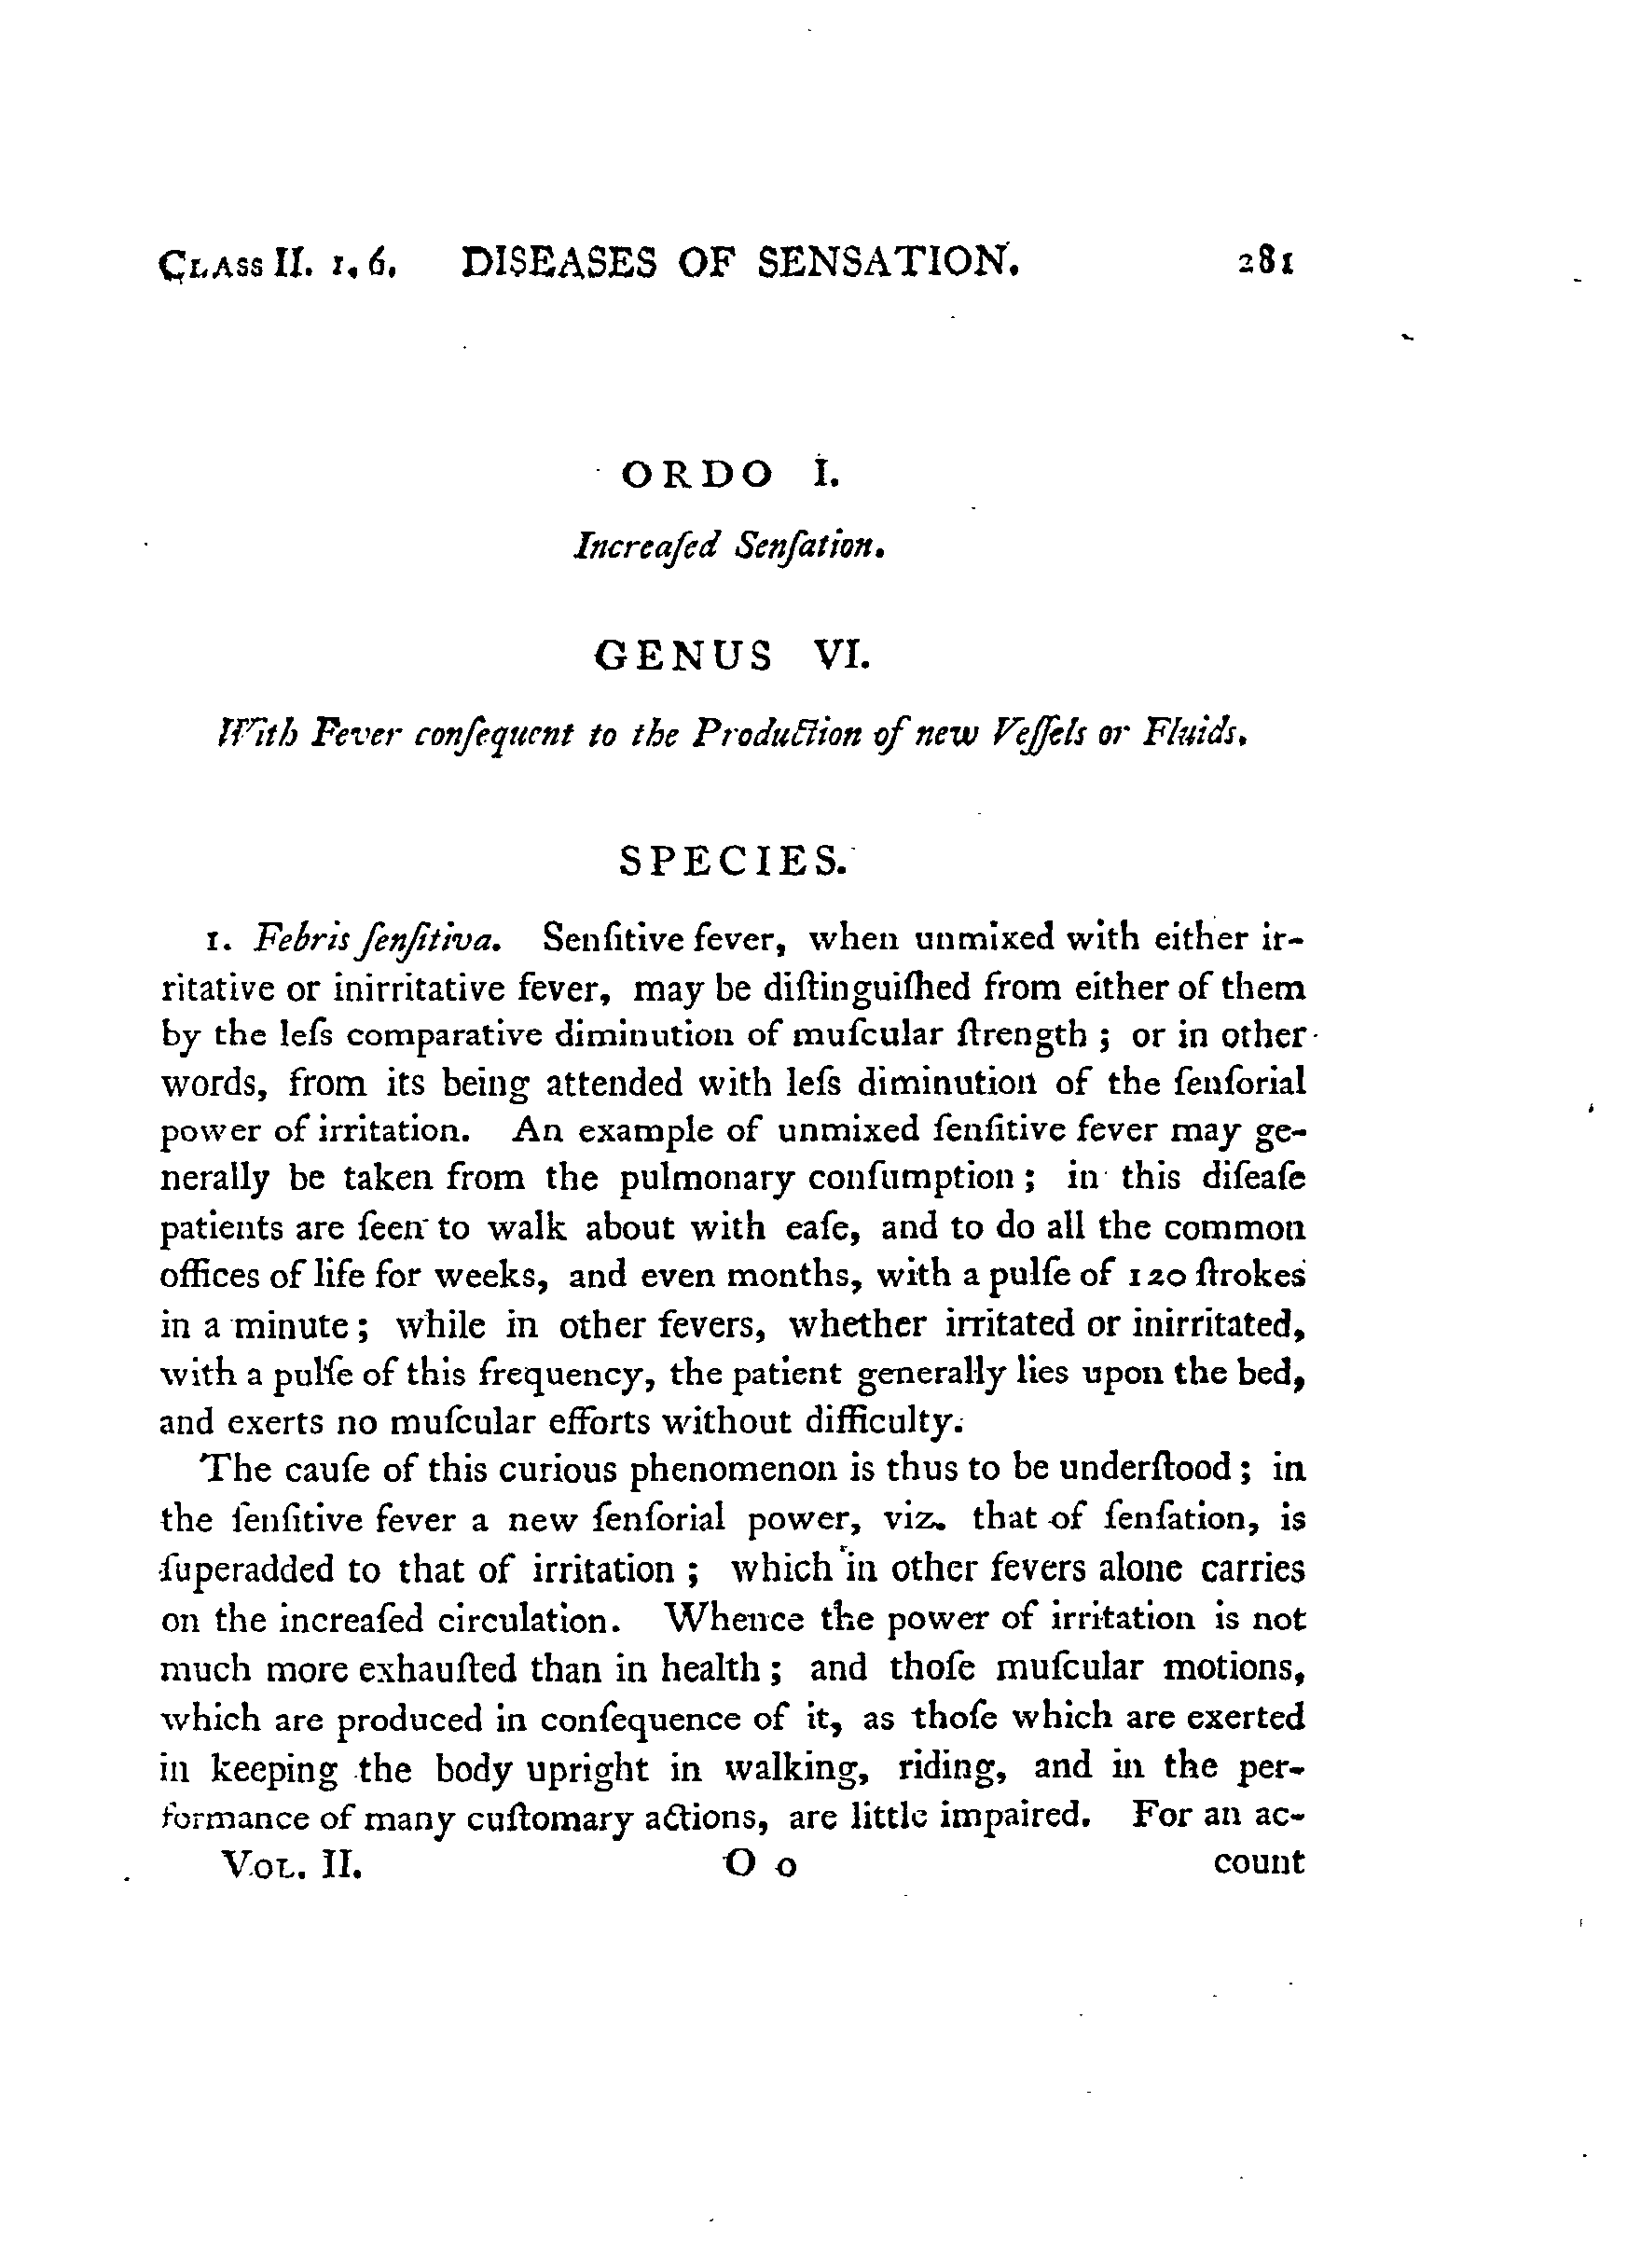 CLASS II. 1. 6. DISEASES OF SENSATION. 281
ORDO I.
Increaſed Senſation.
GENUS VI.
With Fever conſequent to the Production of new Veſſels or Fluids.
SPECIES.
1. Febris ſenſitiva. Senſitive fever, when unmixed with either ir-
ritative or inirritative fever, may be diſtinguiſhed from either of them
by the leſs comparative diminution of muſcular ſtrength ; or in other
words, from its being attended with leſs diminution of the ſenſorial
power of irritation. An example of unmixed ſenſitive fever may ge-
nerally be taken from the pulmonary conſumption ; in this diſeaſe
patients are ſeen to walk about with eaſe, and to do all the common
offices of life for weeks, and even months, with a pulſe of 120 ſtrokes
in a minute ; while in other fevers, whether irritated or inirritated,
with a pulſe of this frequency, the patient generally lies upon the bed,
and exerts no muſcular efforts without difficulty.
The cauſe of this curious phenomenon is thus to be underſtood ; in
the ſenſitive fever a new ſenſorial power, viz. that of ſenſation, is
ſuperadded to that of irritation ; which in other fevers alone carries
on the increaſed circulation. Whence the power of irritation is not
much more exhauſted than in health ; and thoſe muſcular motions,
which are produced in conſequence of it, as thoſe which are exerted
in keeping the body upright in walking, riding, and in the per-
formance of many cuſtomary actions, are little impaired. For an ac-
VOL. II. O o count